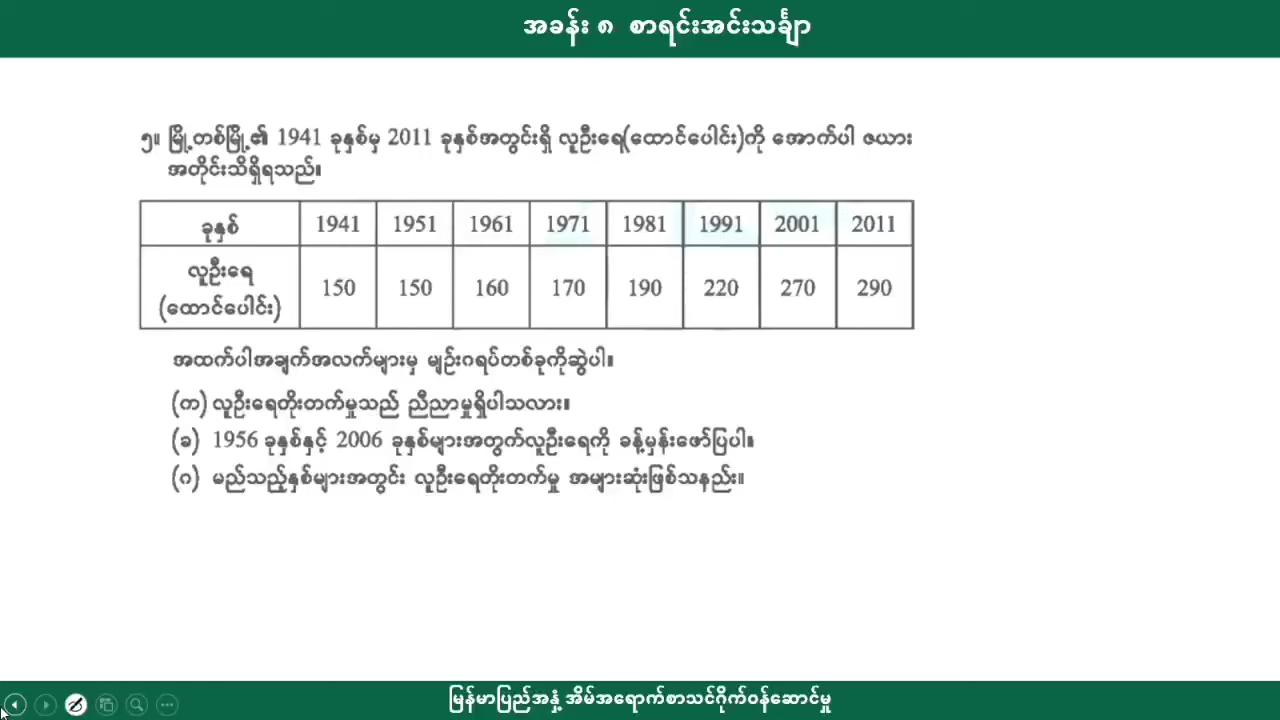 အခန်း ၈ စာရင်းအင်းသင်္ချာ
၅။ မြို့တစ်မြို့၏ 1941 ခုနှစ်မှ 2011 ခုနှစ်အတွင်းရှိ လူဦးရေ(ထောင်ပေါင်း)ကို အောက်ပါ ဇယား
အတိုင်းသိရှိရသည်။
ခုနှစ် 1941 1951 1961 1971 1981 1991 2001 2011
လူဦးရေ
(ထောင်ပေါင်း) 150 150 160 170 190 220 270 290
အထက်ပါအချက်အလက်များမှ မျဉ်းဂရပ်တစ်ခုကိုဆွဲပါ။
(က) လူဦးရေတိုးတက်မှုသည် ညီညာမှုရှိပါသလား။
(ခ) 1956 ခုနှစ်နှင့် 2006 ခုနှစ်များအတွက်လူဦးရေကို ခန့်မှန်းဖော်ပြပါ။
(ဂ) မည်သည့်နှစ်များအတွင်း လူဦးရေတိုးတက်မှု အများဆုံးဖြစ်သနည်း။
မြန်မာပြည်အနှံ့ အိမ်အရောက်စာသင်ဂိုက်ဝန်ဆောင်မှု